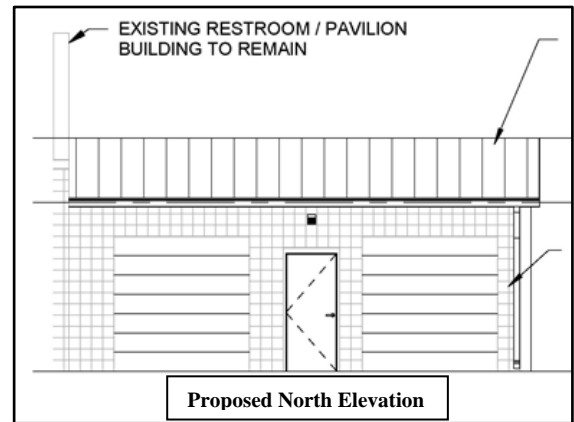 EXISTING RESTROOM / PAVILION
BUILDING TO REMAIN
Proposed North Elevation